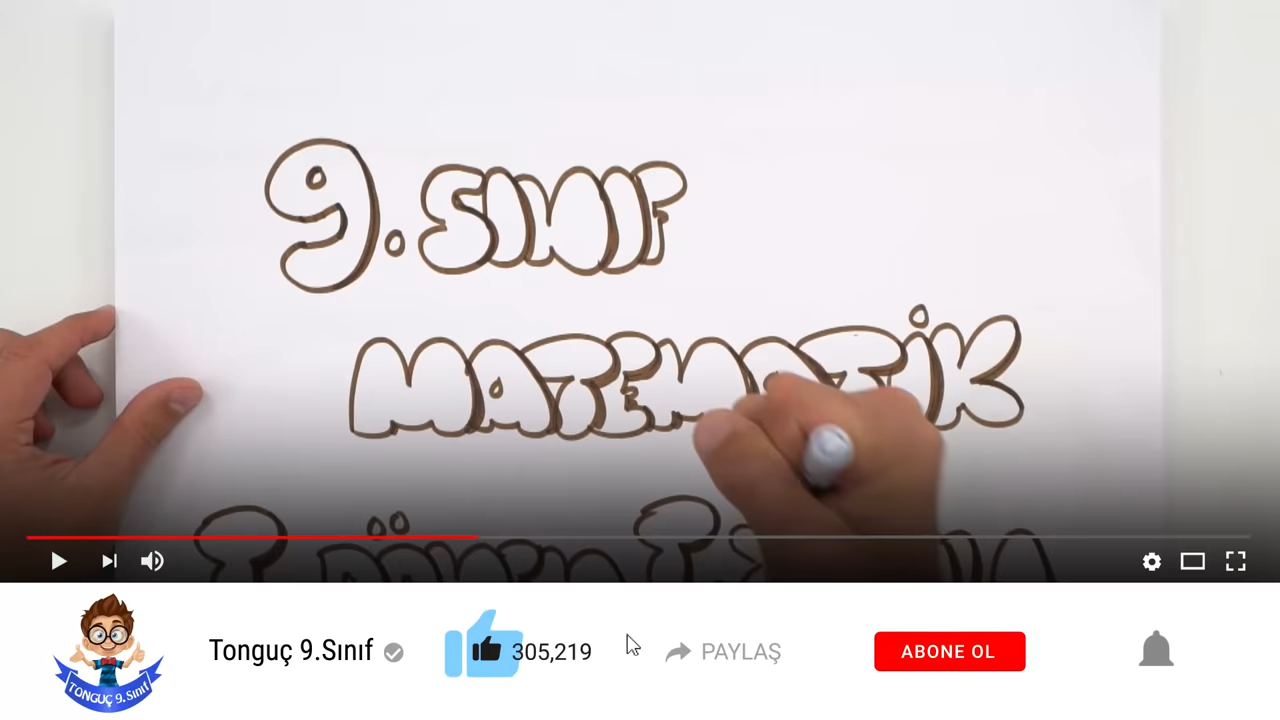 9. SINIF
MATEMATİK
Tonguç 9.Sınıf
305,219
PAYLAŞ
ABONE OL
TONGUÇ 9.Sınıf